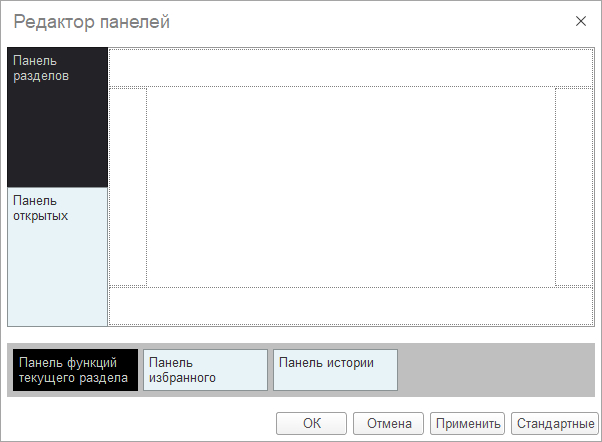 Редактор панелей
Панель
разделов
Панель
открытых
Панель функций
текущего раздела
Панель
избранного
Панель истории
ОК
Отмена
Применить
Стандартные